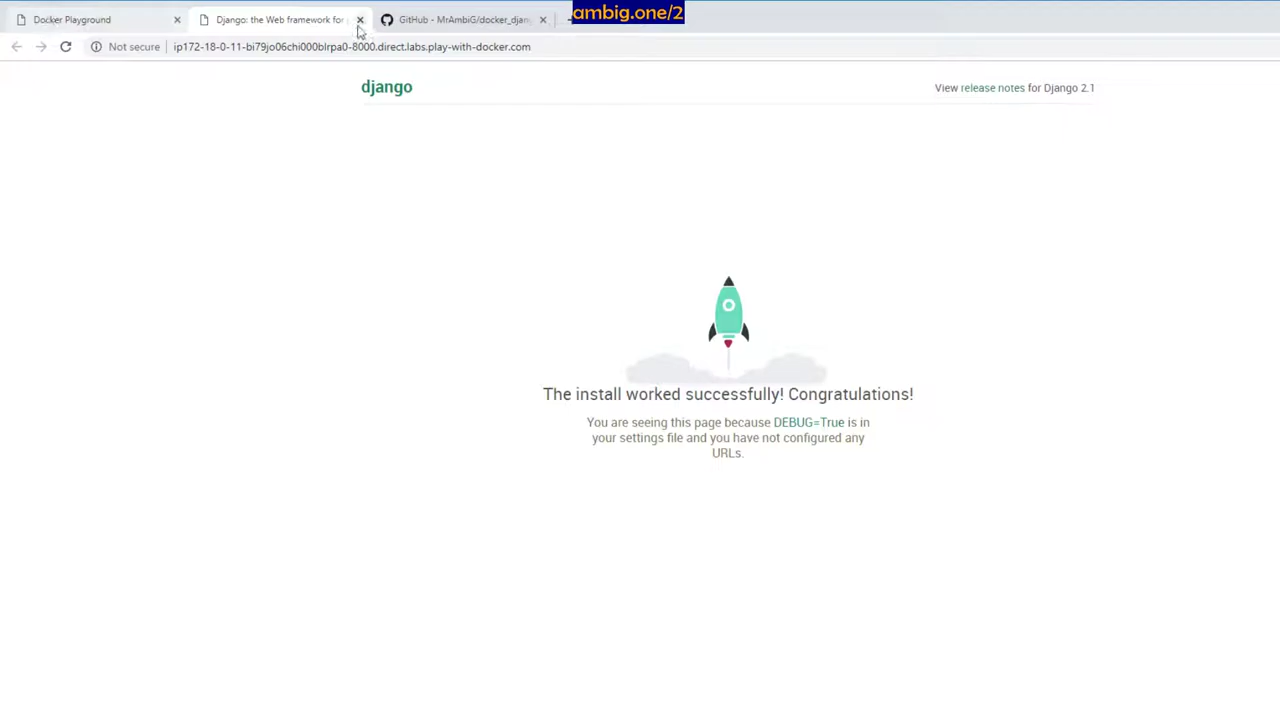 ambig.one/2
Docker Playground
Django: the Web framework for
GitHub - MrAmbiG/docker_djan
Not secure
ip172-18-0-11-bi79jo06chi000blrpa0-8000.direct.labs.play-with-docker.com
django
View release notes for Django 2.1
The install worked successfully! Congratulations!
You are seeing this page because DEBUG=True is in
your settings file and you have not configured any
URLs.